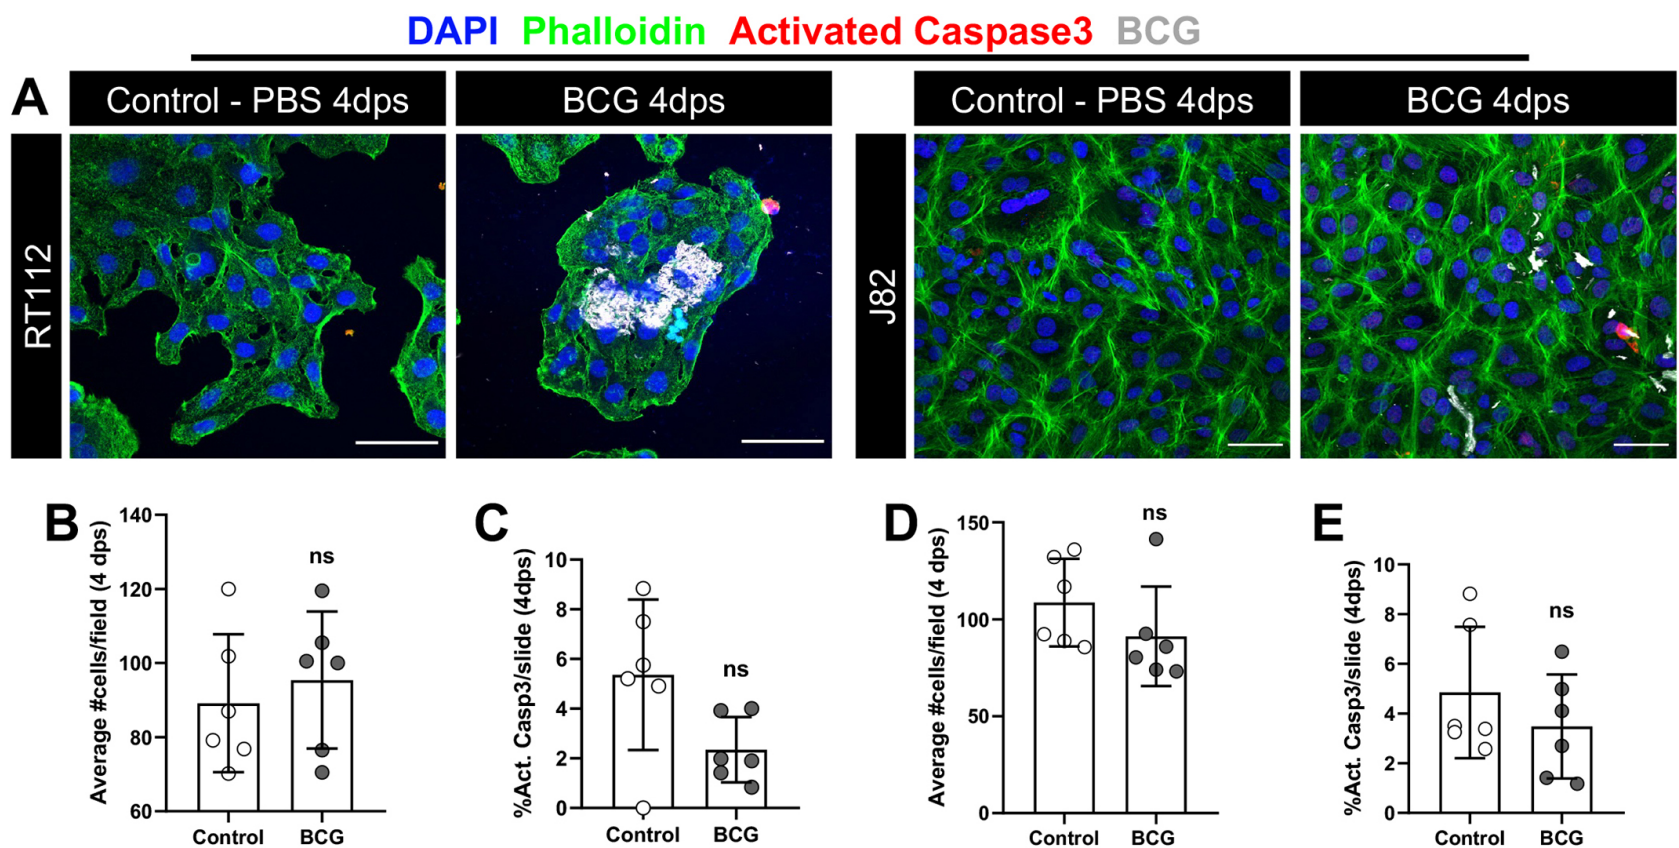 DAPI Phalloidin Activated Caspase3 BCG
A
Control - PBS 4dps
BCG 4dps
Control - PBS 4dps
BCG 4dps
RT112
J82
B
Average #cells/field (4 dps)
140
120
100
80
60
ns
Control
BCG
C
%Act. Casp3/slide (4dps)
10
8
6
4
2
0
ns
Control
BCG
D
Average #cells/field (4 dps)
150
100
50
0
ns
Control
BCG
E
%Act. Casp3/slide (4dps)
10
8
6
4
2
0
ns
Control
BCG